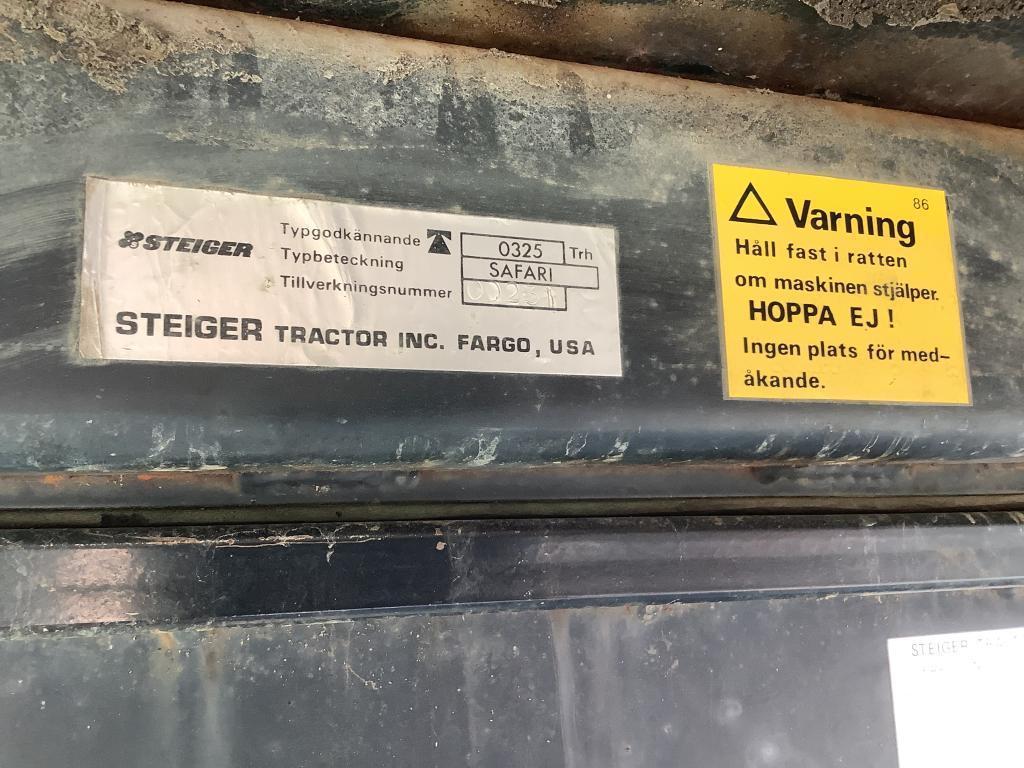 STEIGER
Typgodkännande 0325 Trh
Typbeteckning SAFARI
Tillverkningsnummer
STEIGER TRACTOR INC. FARGO, USA
86
Varning
Håll fast i ratten
om maskinen stjälper.
HOPPA EJ!
Ingen plats för med-
åkande.
STEIGER